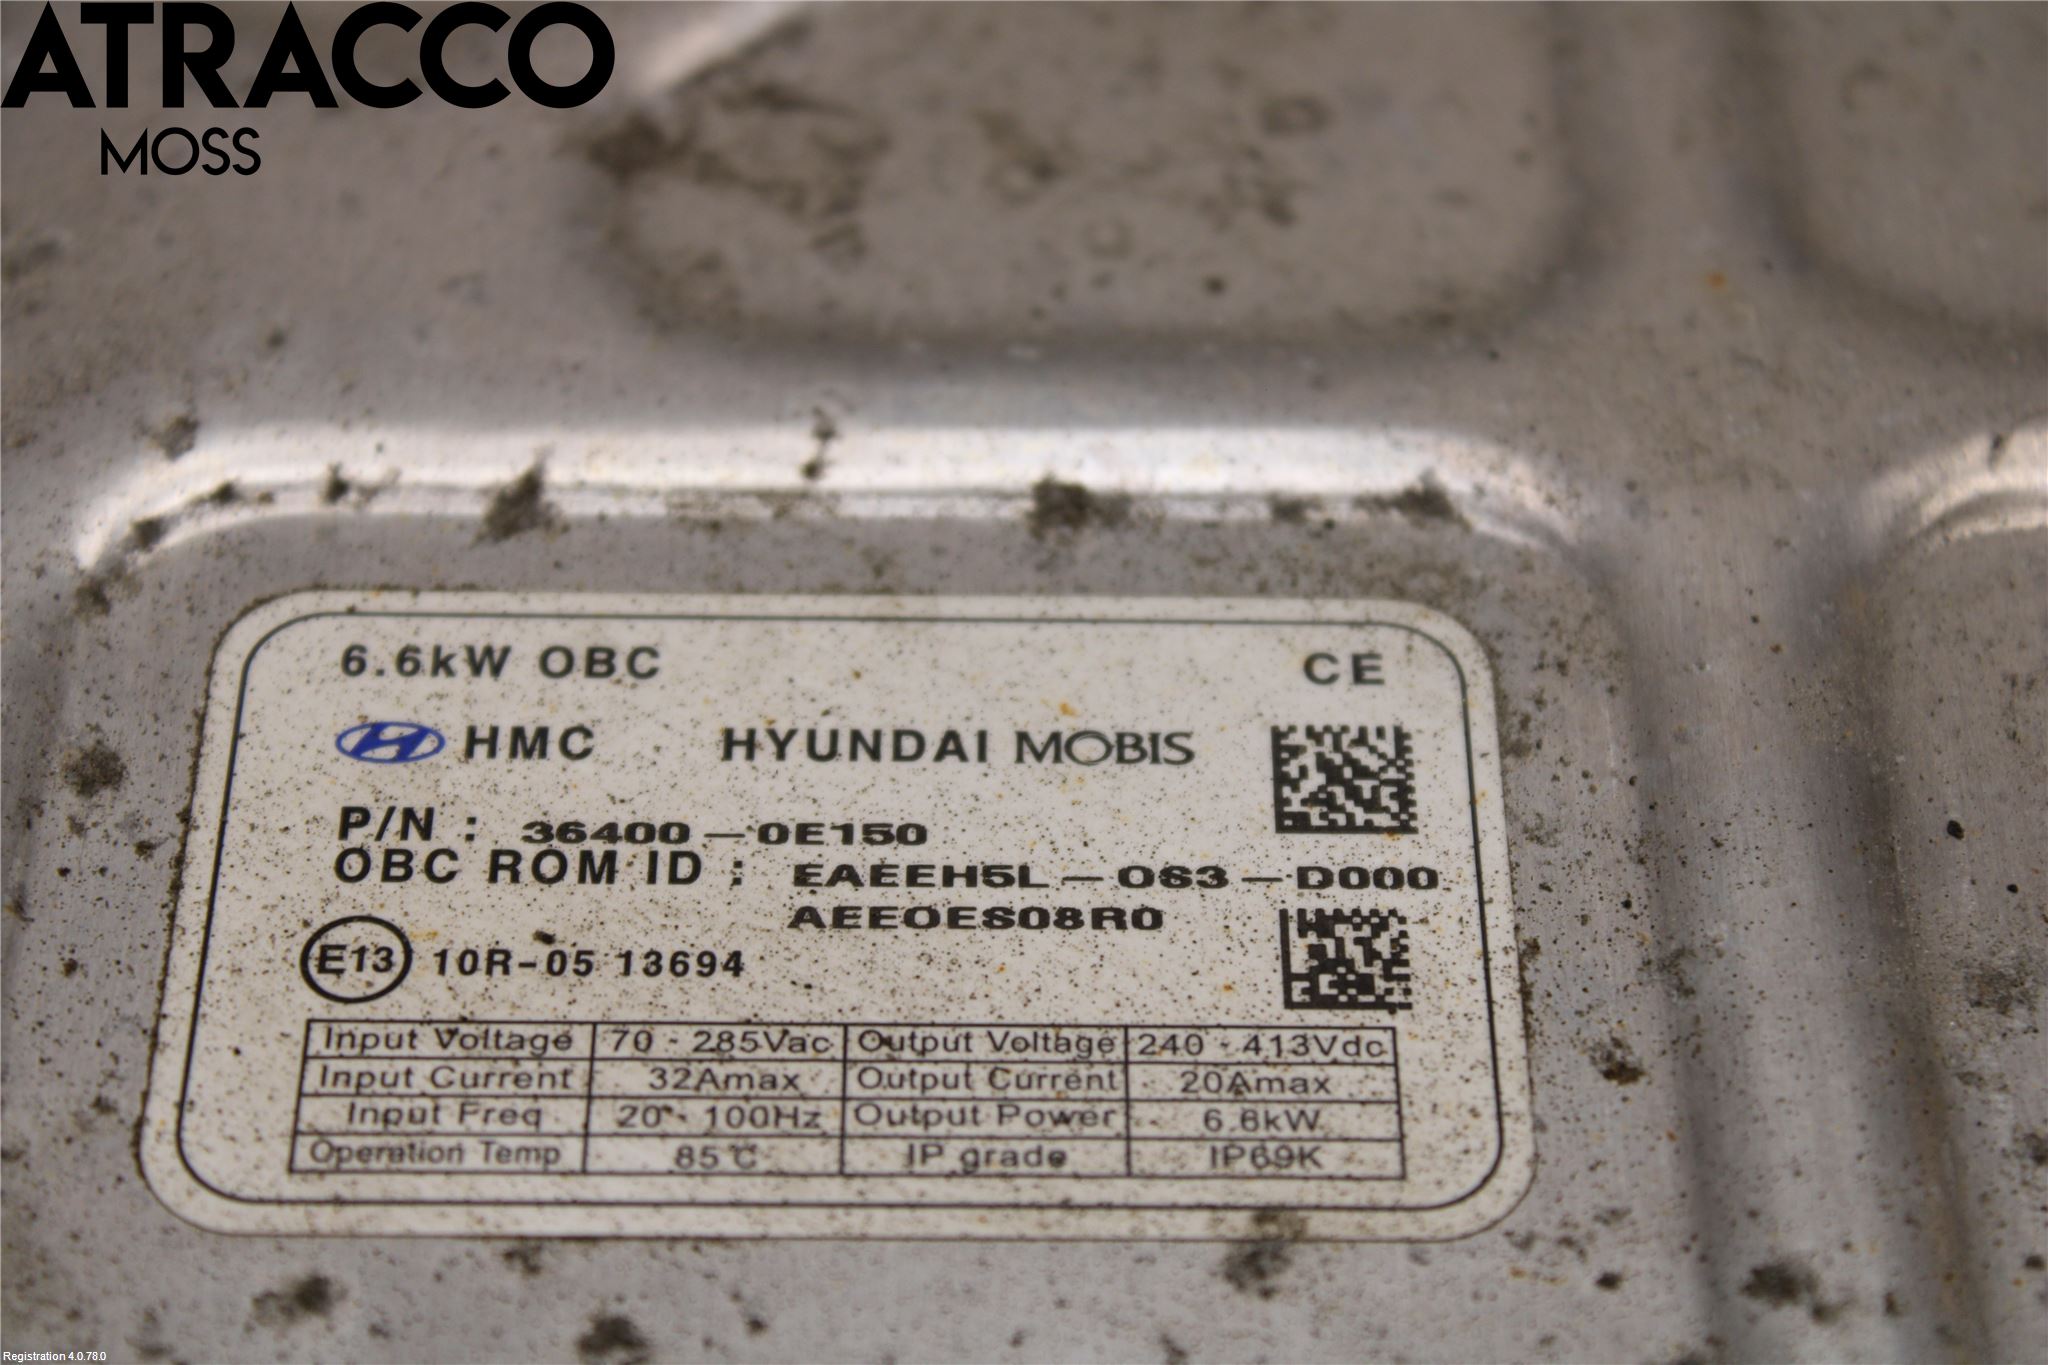 ATRACCO
MOSS
6.6kW OBC CE
HMC HYUNDAI MOBIS
P/N : 36400-0E150
OBC ROM ID : EAEEH5L-OS3-D000
AEEOES08R0
E13 10R-05 13694
Input Voltage 70 - 285Vac Output Voltage 240 - 413Vdc
Input Current 32Amax Output Current 20Amax
Input Freq 20 - 100Hz Output Power 6.6kW
Operation Temp 85℃ IP grade IP69K
Registration 4.0.78.0